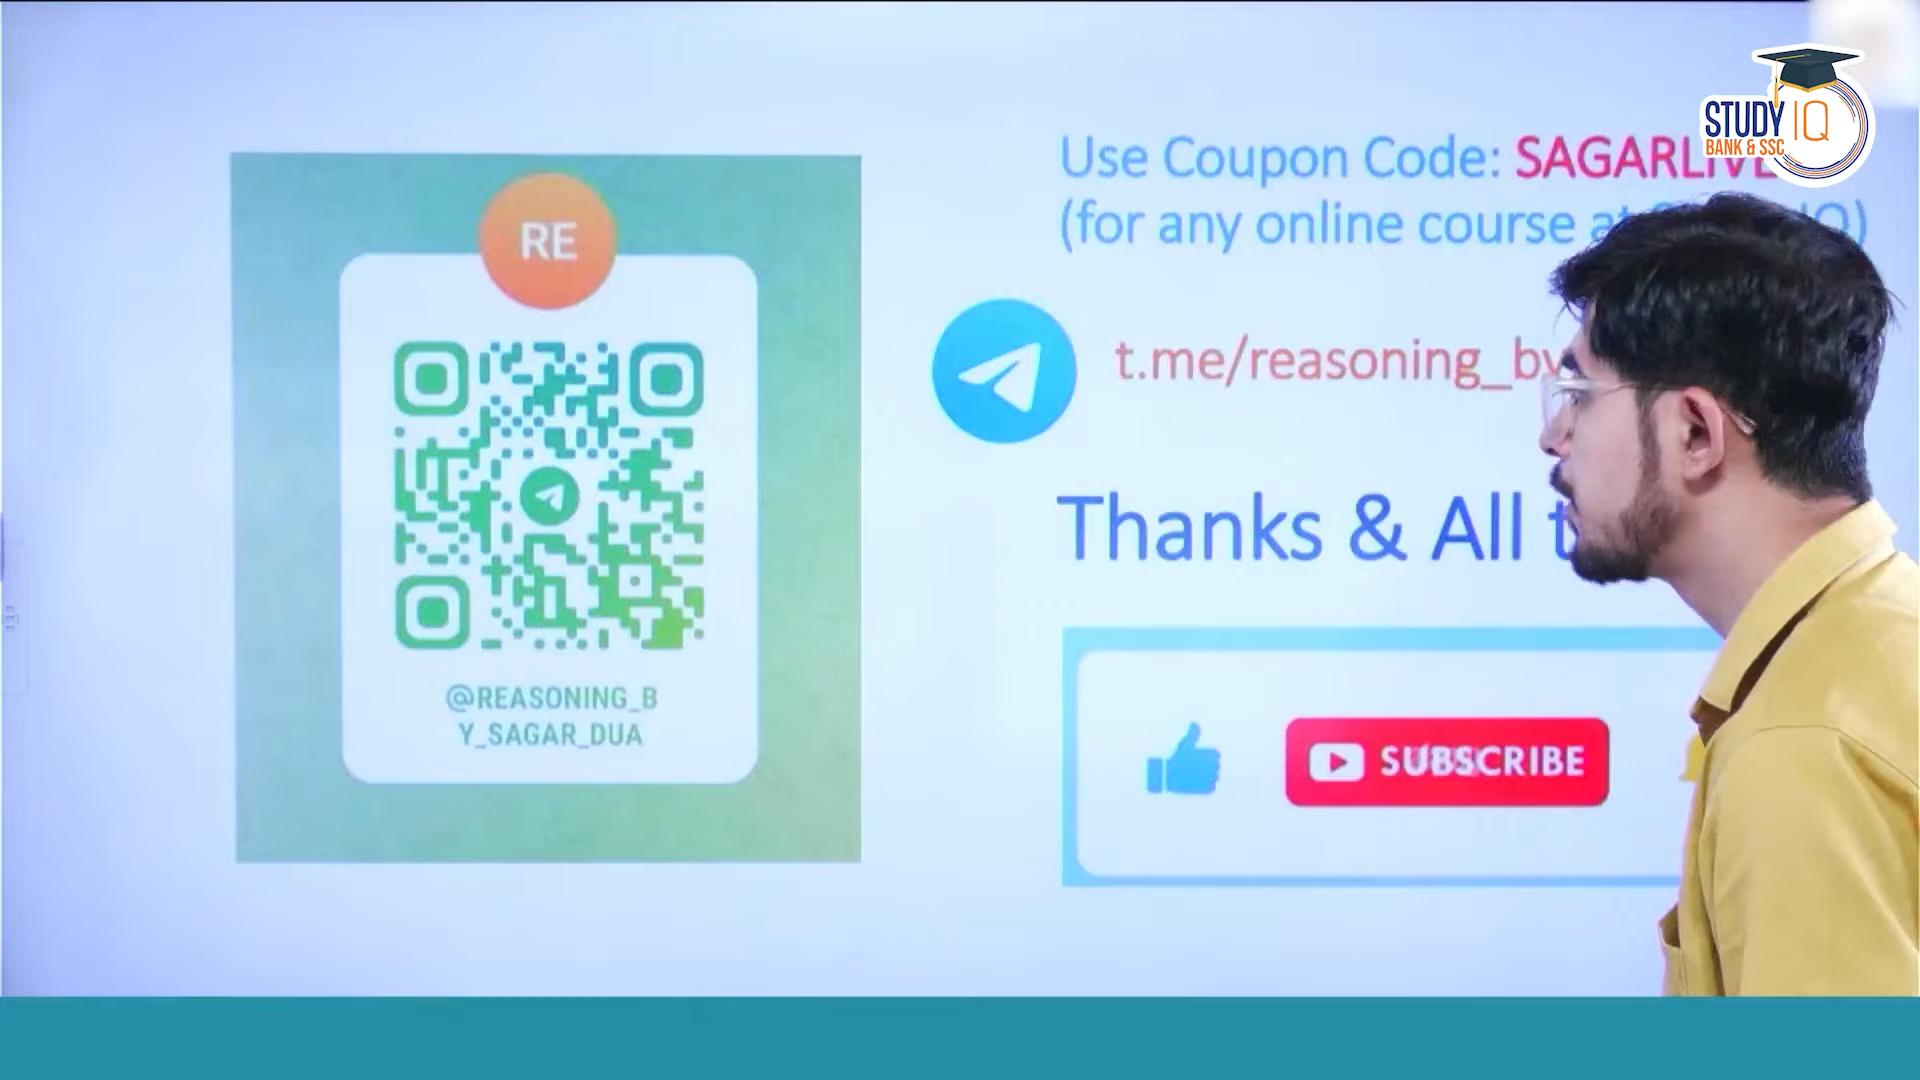 STUDY IQ
BANK & SSC
RE
@REASONING_B
Y_SAGAR_DUA
Use Coupon Code: SAGARLIVE
(for any online course at IQ)
t.me/reasoning_by
Thanks & All
SUBSCRIBE